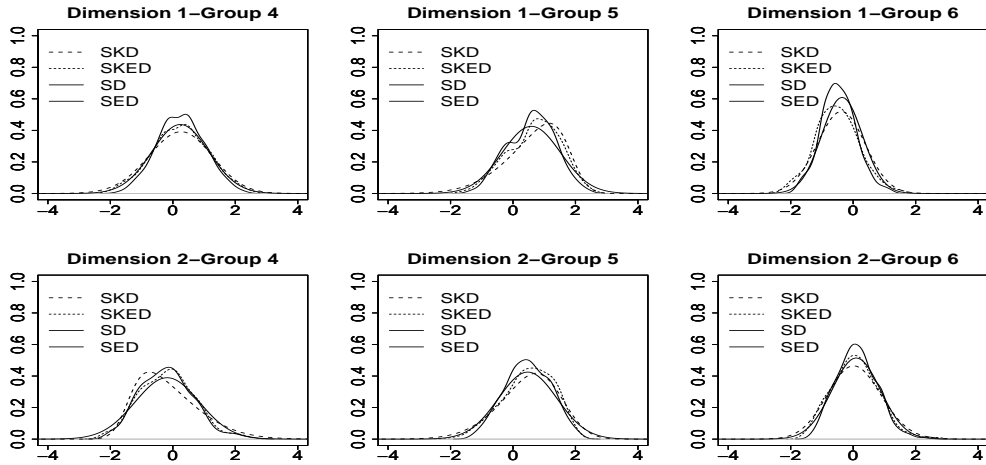 Dimension 1–Group 4
1.0
0.8
0.6
0.4
0.2
0.0
SKD
SKED
SD
SED
−4 −2 0 2 4
Dimension 1–Group 5
1.0
0.8
0.6
0.4
0.2
0.0
SKD
SKED
SD
SED
−4 −2 0 2 4
Dimension 1–Group 6
1.0
0.8
0.6
0.4
0.2
0.0
SKD
SKED
SD
SED
−4 −2 0 2 4
Dimension 2–Group 4
1.0
0.8
0.6
0.4
0.2
0.0
SKD
SKED
SD
SED
−4 −2 0 2 4
Dimension 2–Group 5
1.0
0.8
0.6
0.4
0.2
0.0
SKD
SKED
SD
SED
−4 −2 0 2 4
Dimension 2–Group 6
1.0
0.8
0.6
0.4
0.2
0.0
SKD
SKED
SD
SED
−4 −2 0 2 4